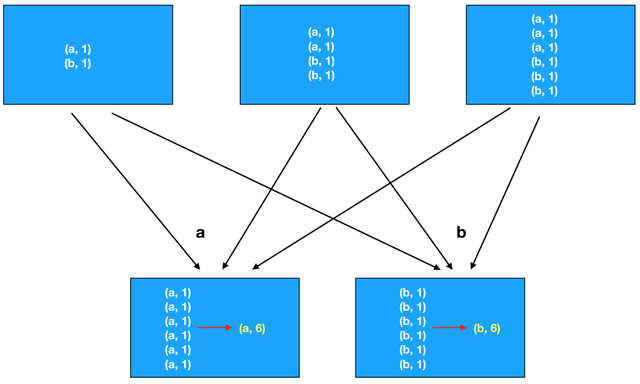 (a, 1)
(b, 1)
(a, 1)
(a, 1)
(b, 1)
(b, 1)
(a, 1)
(a, 1)
(a, 1)
(b, 1)
(b, 1)
(b, 1)
a
b
(a, 1)
(a, 1)
(a, 1)
(a, 1)
(a, 1)
(a, 1)
(a, 6)
(b, 1)
(b, 1)
(b, 1)
(b, 1)
(b, 1)
(b, 1)
(b, 6)